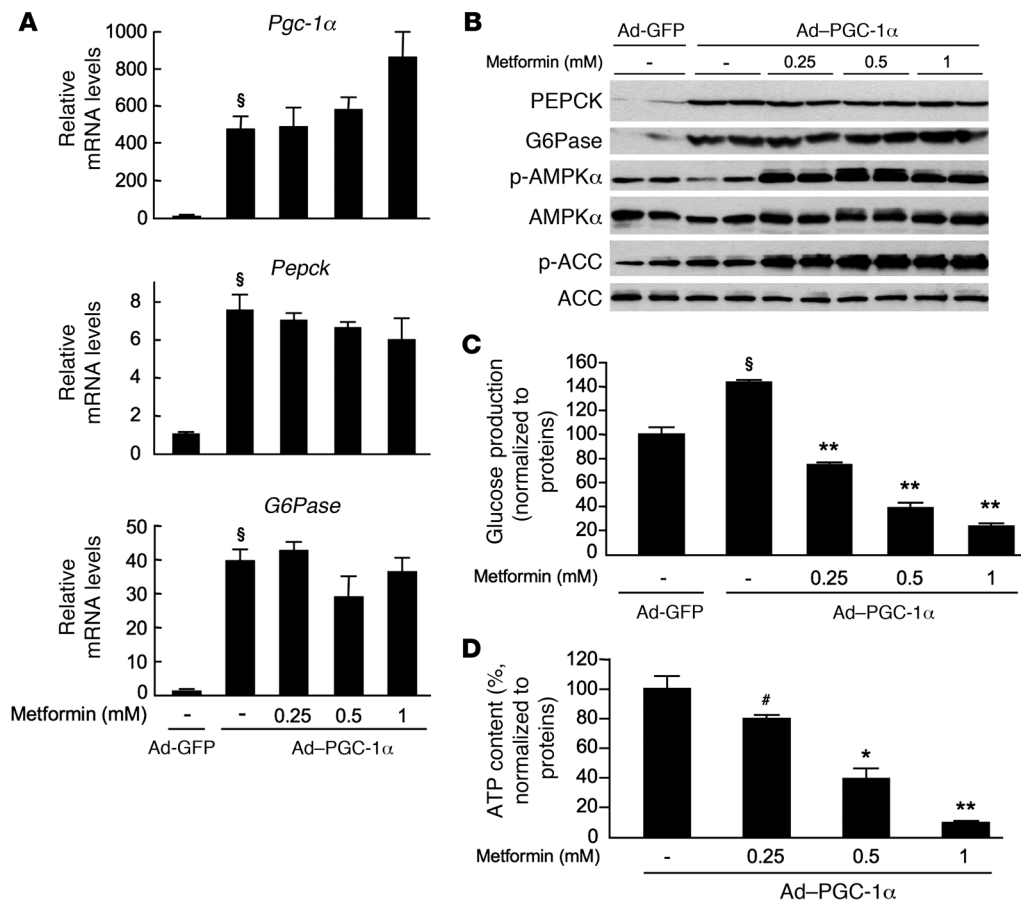 A
Pgc-1α
Relative
mRNA levels
1000
800
600
400
200
0
§
Pepck
Relative
mRNA levels
8
6
4
2
0
§
G6Pase
Relative
mRNA levels
50
40
30
20
10
0
§
Metformin (mM) - - 0.25 0.5 1
Ad-GFP Ad–PGC-1α
B
Ad-GFP Ad–PGC-1α
Metformin (mM) - - 0.25 0.5 1
PEPCK
G6Pase
p-AMPKα
AMPKα
p-ACC
ACC
C
Glucose production
(normalized to
proteins)
160
140
120
100
80
60
40
20
0
§
**
**
**
Metformin (mM) - - 0.25 0.5 1
Ad-GFP Ad–PGC-1α
D
ATP content (%,
normalized to
proteins)
120
100
80
60
40
20
0
#
*
**
Metformin (mM) - 0.25 0.5 1
Ad–PGC-1α